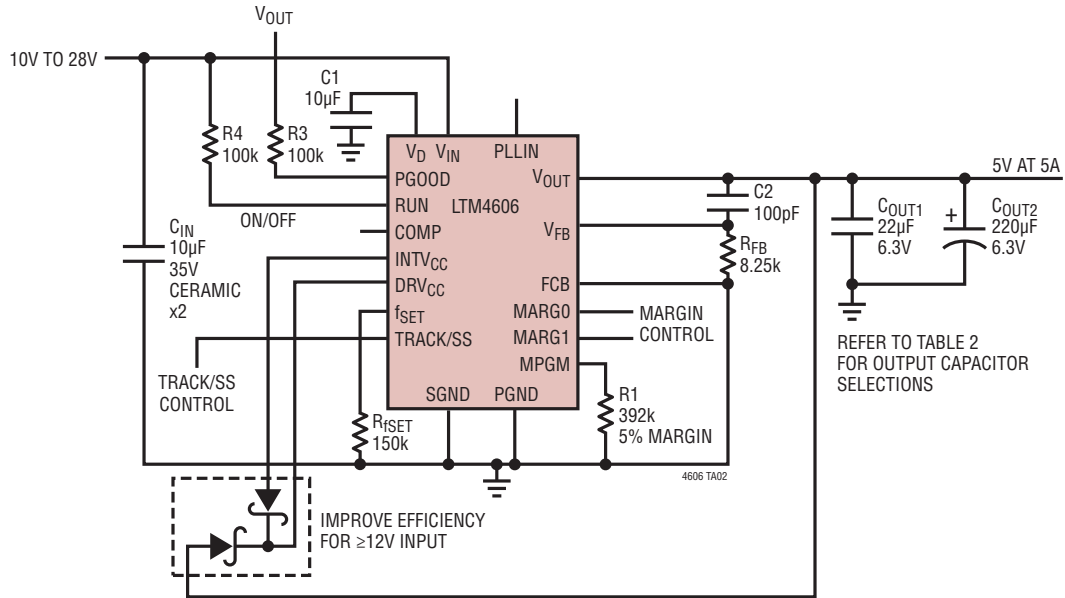 VOUT
10V TO 28V
C1
10µF
R4
100k
R3
100k
VD
VIN
PLLIN
PGOOD
VOUT
RUN
LTM4606
ON/OFF
COMP
VFB
INTVCC
DRVCC
FCB
fSET
MARG0
TRACK/SS
MARG1
MPGM
SGND
PGND
CIN
10µF
35V
CERAMIC
x2
TRACK/SS
CONTROL
RfSET
150k
C2
100pF
RFB
8.25k
MARGIN
CONTROL
R1
392k
5% MARGIN
5V AT 5A
COUT1
22µF
6.3V
+
COUT2
220µF
6.3V
REFER TO TABLE 2
FOR OUTPUT CAPACITOR
SELECTIONS
4606 TA02
IMPROVE EFFICIENCY
FOR ≥12V INPUT